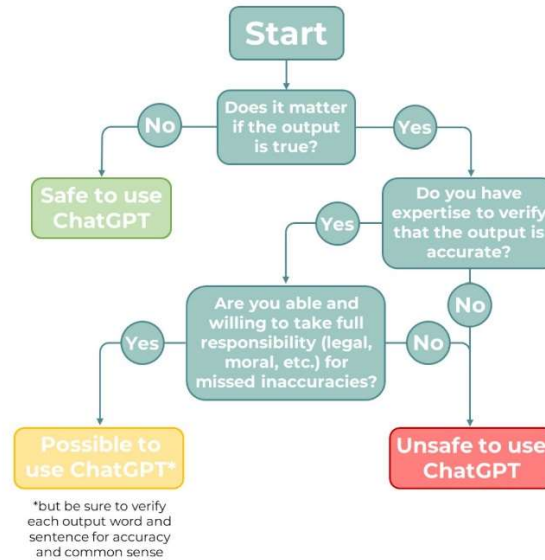 Start
Does it matter
if the output
is true?
No
Yes
Safe to use
ChatGPT
Do you have
expertise to verify
that the output is
accurate?
Yes
No
Are you able and
willing to take full
responsibility (legal,
moral, etc.) for
missed inaccuracies?
Yes
No
Possible to
use ChatGPT*
Unsafe to use
ChatGPT
*but be sure to verify
each output word and
sentence for accuracy
and common sense